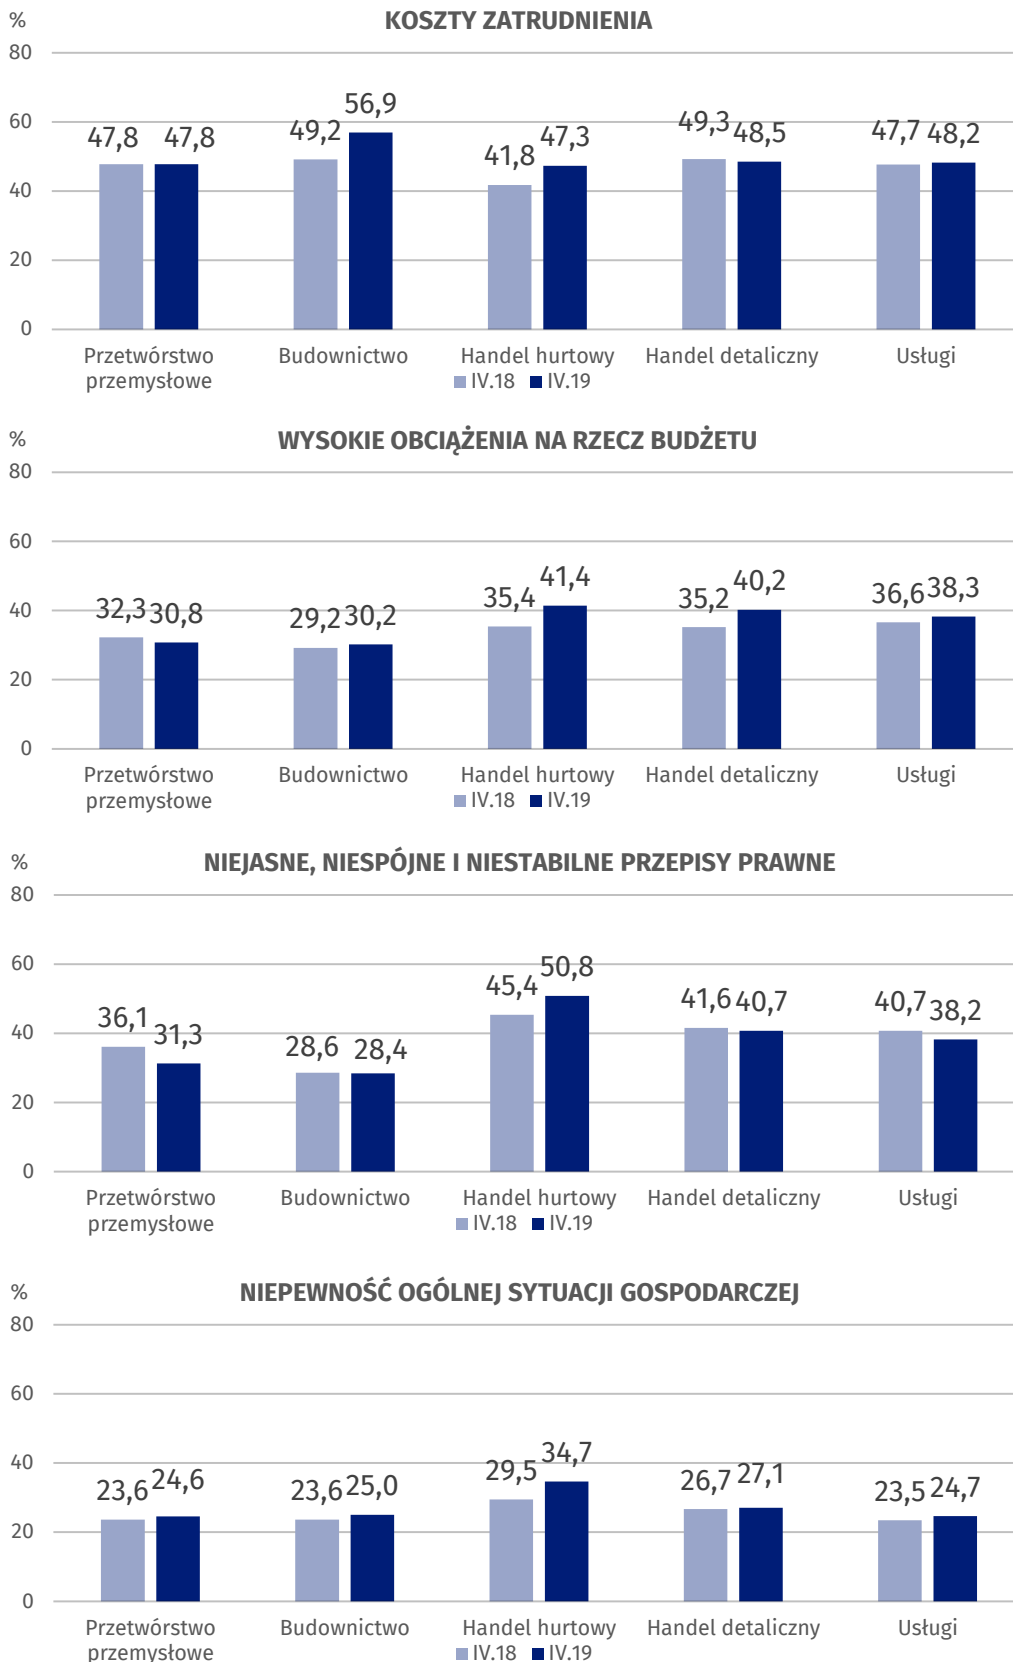 KOSZTY ZATRUDNIENIA
%
80
60
40
20
0
47,8 47,8 49,2 56,9 41,8 47,3 49,3 48,5 47,7 48,2
Przetwórstwo przemysłowe
Budownictwo
Handel hurtowy
Handel detaliczny
Usługi
IV.18 IV.19
WYSOKIE OBCIĄŻENIA NA RZECZ BUDŻETU
%
80
60
40
20
0
32,3 30,8 29,2 30,2 35,4 41,4 35,2 40,2 36,6 38,3
Przetwórstwo przemysłowe
Budownictwo
Handel hurtowy
Handel detaliczny
Usługi
IV.18 IV.19
NIEJASNE, NIESPÓJNE I NIESTABILNE PRZEPISY PRAWNE
%
80
60
40
20
0
36,1 31,3 28,6 28,4 45,4 50,8 41,6 40,7 40,7 38,2
Przetwórstwo przemysłowe
Budownictwo
Handel hurtowy
Handel detaliczny
Usługi
IV.18 IV.19
NIEPEWNOŚĆ OGÓLNEJ SYTUACJI GOSPODARCZEJ
%
80
60
40
20
0
23,6 24,6 23,6 25,0 29,5 34,7 26,7 27,1 23,5 24,7
Przetwórstwo przemysłowe
Budownictwo
Handel hurtowy
Handel detaliczny
Usługi
IV.18 IV.19